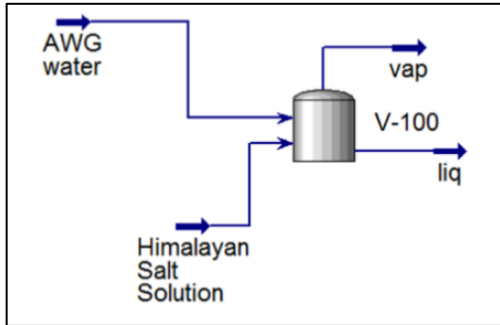 AWG
water
vap
V-100
liq
Himalayan
Salt
Solution